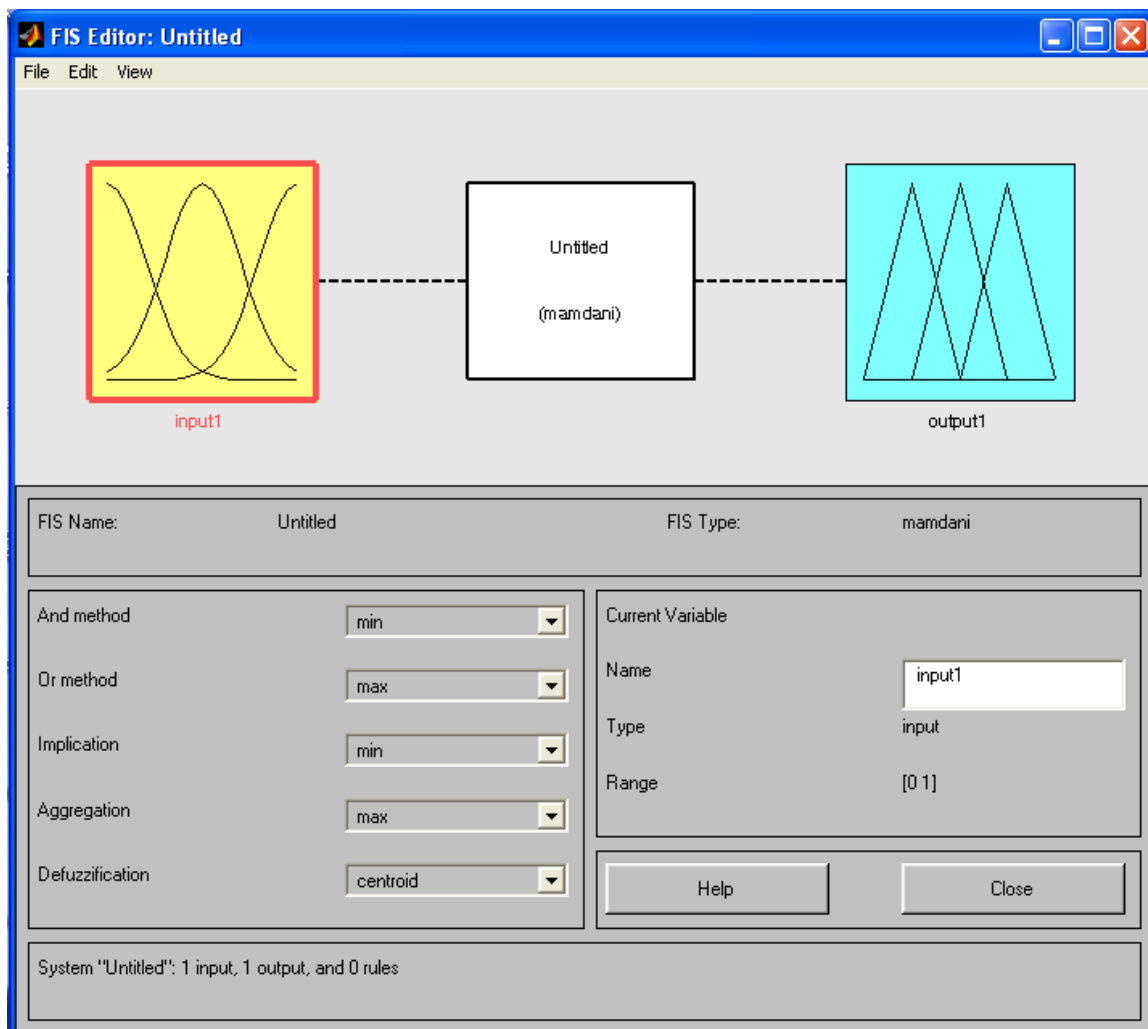 FIS Editor: Untitled
File Edit View
Untitled
(mamdani)
input1
output1
FIS Name: Untitled FIS Type: mamdani
And method min
Or method max
Implication min
Aggregation max
Defuzzification centroid
Current Variable
Name input1
Type input
Range [0 1]
Help Close
System "Untitled": 1 input, 1 output, and 0 rules